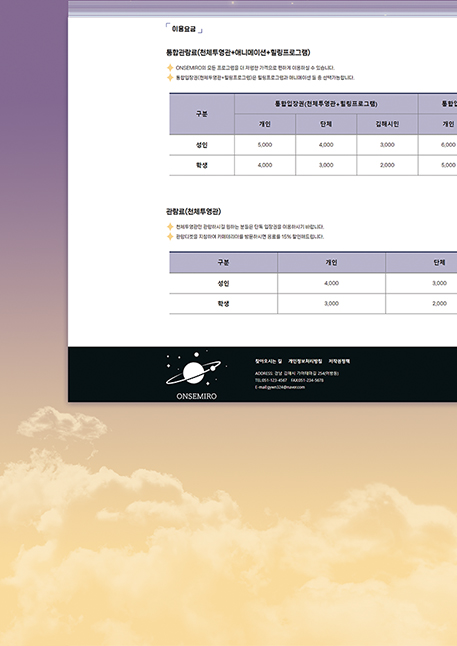 이용요금
통합관람료(천체투영관+애니메이션+힐링프로그램)
ONSEMIRO의 모든 프로그램을 더 저렴한 가격으로 편하게 이용하실 수 있습니다.
통합입장권(천체투영관+힐링프로그램)은 힐링프로그램과 애니메이션 둘 중 선택가능합니다.
구분 통합입장권(천체투영관+힐링프로그램) 통합입
개인 단체 김해시민 개인
성인 5,000 4,000 3,000 6,000
학생 4,000 3,000 2,000 5,000
관람료(천체투영관)
천체투영관만 관람하시길 원하는 분들은 단독 입장권을 이용하시기 바랍니다.
관람티켓을 지참하여 카페테리아를 방문하시면 음료를 15% 할인해드립니다.
구분 개인 단체
성인 4,000 3,000
학생 3,000 2,000
찾아오시는 길 개인정보처리방침 저작권정책
ADDRESS. 경남 김해시 가야테마길 254(어방동)
TEL:051-123-4567 FAX:051-234-5678
ONSEMIRO